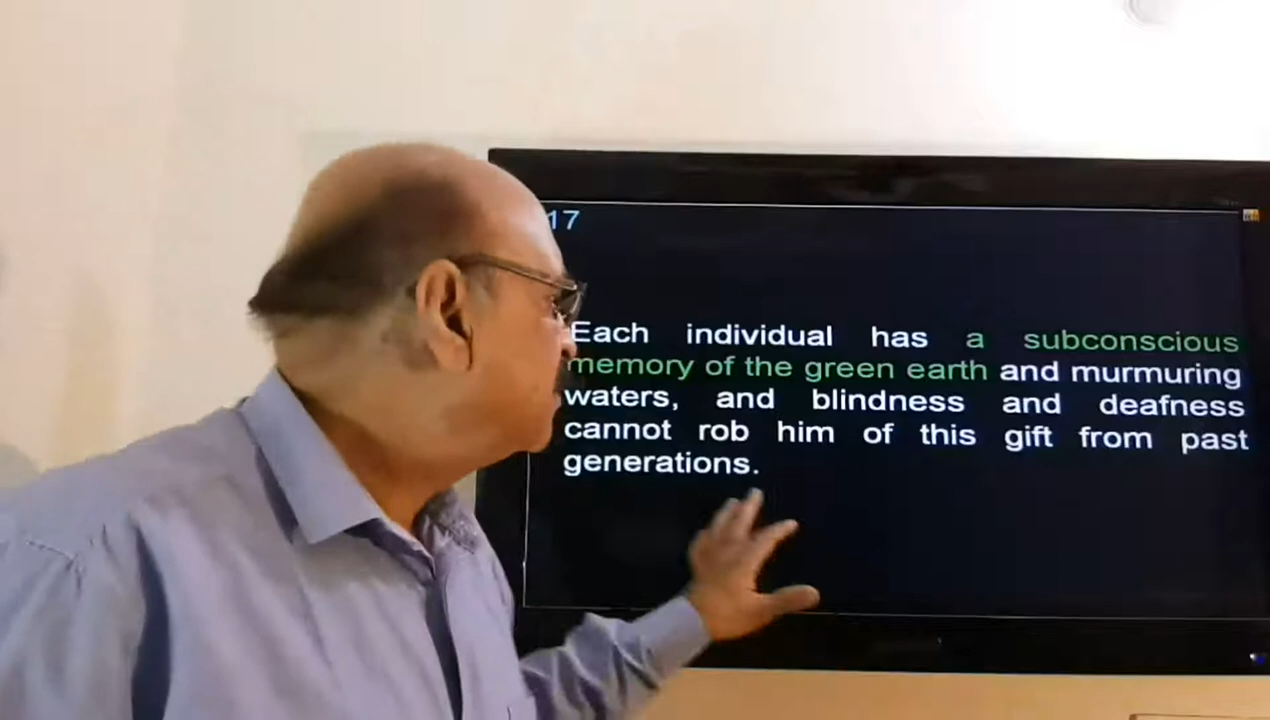 17
Each individual has a subconscious
memory of the green earth and murmuring
waters, and blindness and deafness
cannot rob him of this gift from past
generations.